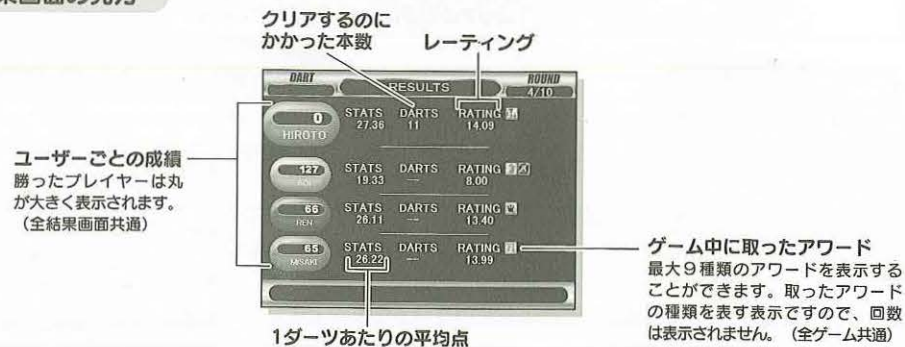 クリアするのに
かかった本数
レーティング
DART
RESULTS
ROUND
4/10
0
HIROTO
STATS DARTS RATING
27.36 11 14.09
127
STATS DARTS RATING
19.33 -- 8.00
66
REN
STATS DARTS RATING
26.11 -- 13.40
65
MISAKI
STATS DARTS RATING
26.22 -- 13.99
ユーザーごとの成績
勝ったプレイヤーは丸
が大きく表示されます。
(全結果画面共通)
ゲーム中に取ったアワード
最大9種類のアワードを表示する
ことができます。取ったアワード
の種類を表す表示ですので、回数
は表示されません。(全ゲーム共通)
1ダーツあたりの平均点